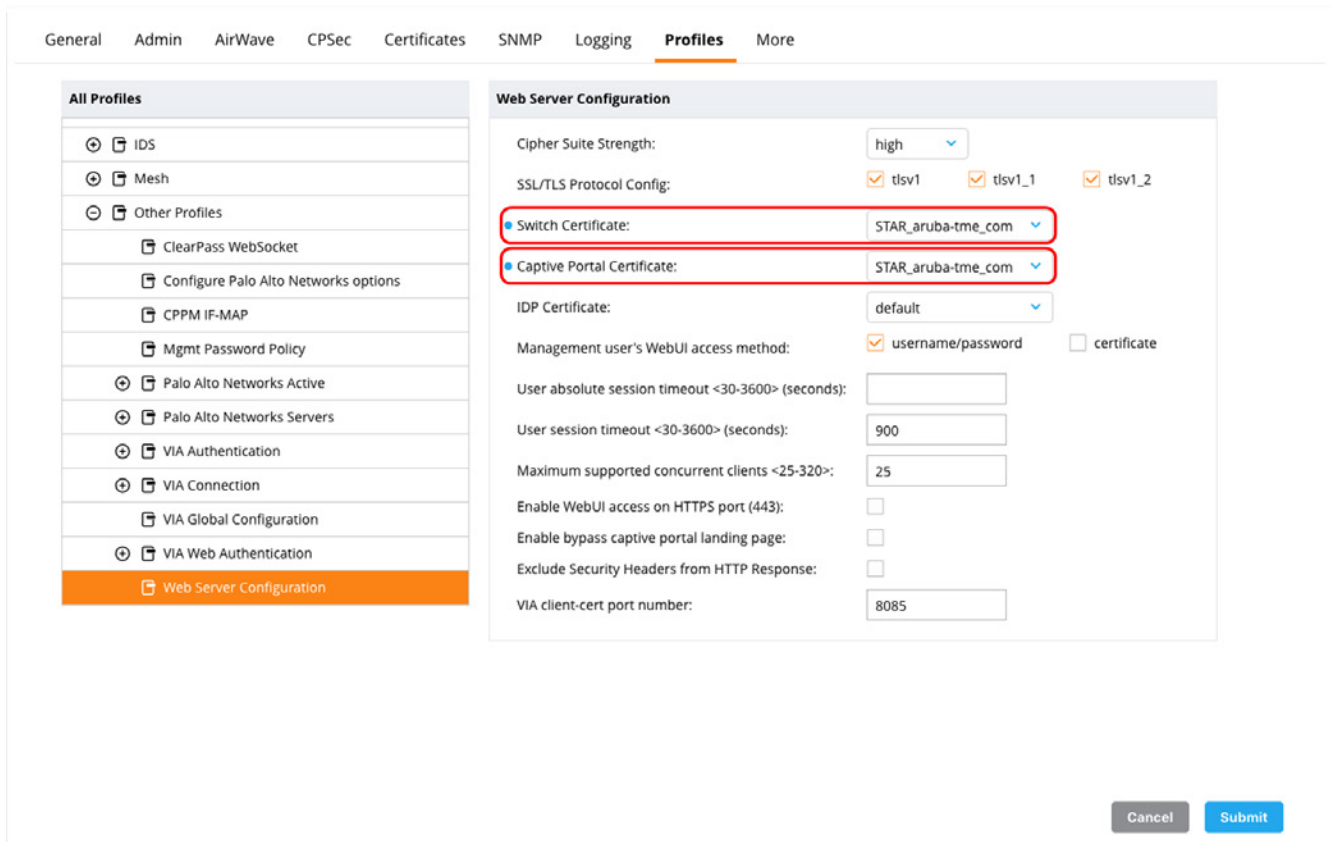 General Admin AirWave CPSec Certificates SNMP Logging Profiles More
All Profiles
IDS
Mesh
Other Profiles
ClearPass WebSocket
Configure Palo Alto Networks options
CPPM IF-MAP
Mgmt Password Policy
Palo Alto Networks Active
Palo Alto Networks Servers
VIA Authentication
VIA Connection
VIA Global Configuration
VIA Web Authentication
Web Server Configuration
Web Server Configuration
Cipher Suite Strength: high
SSL/TLS Protocol Config: tlsv1 tlsv1_1 tlsv1_2
Switch Certificate: STAR_aruba-tme_com
Captive Portal Certificate: STAR_aruba-tme_com
IDP Certificate: default
Management user's WebUI access method: username/password certificate
User absolute session timeout <30-3600> (seconds):
User session timeout <30-3600> (seconds): 900
Maximum supported concurrent clients <25-320>: 25
Enable WebUI access on HTTPS port (443):
Enable bypass captive portal landing page:
Exclude Security Headers from HTTP Response:
VIA client-cert port number: 8085
Cancel Submit